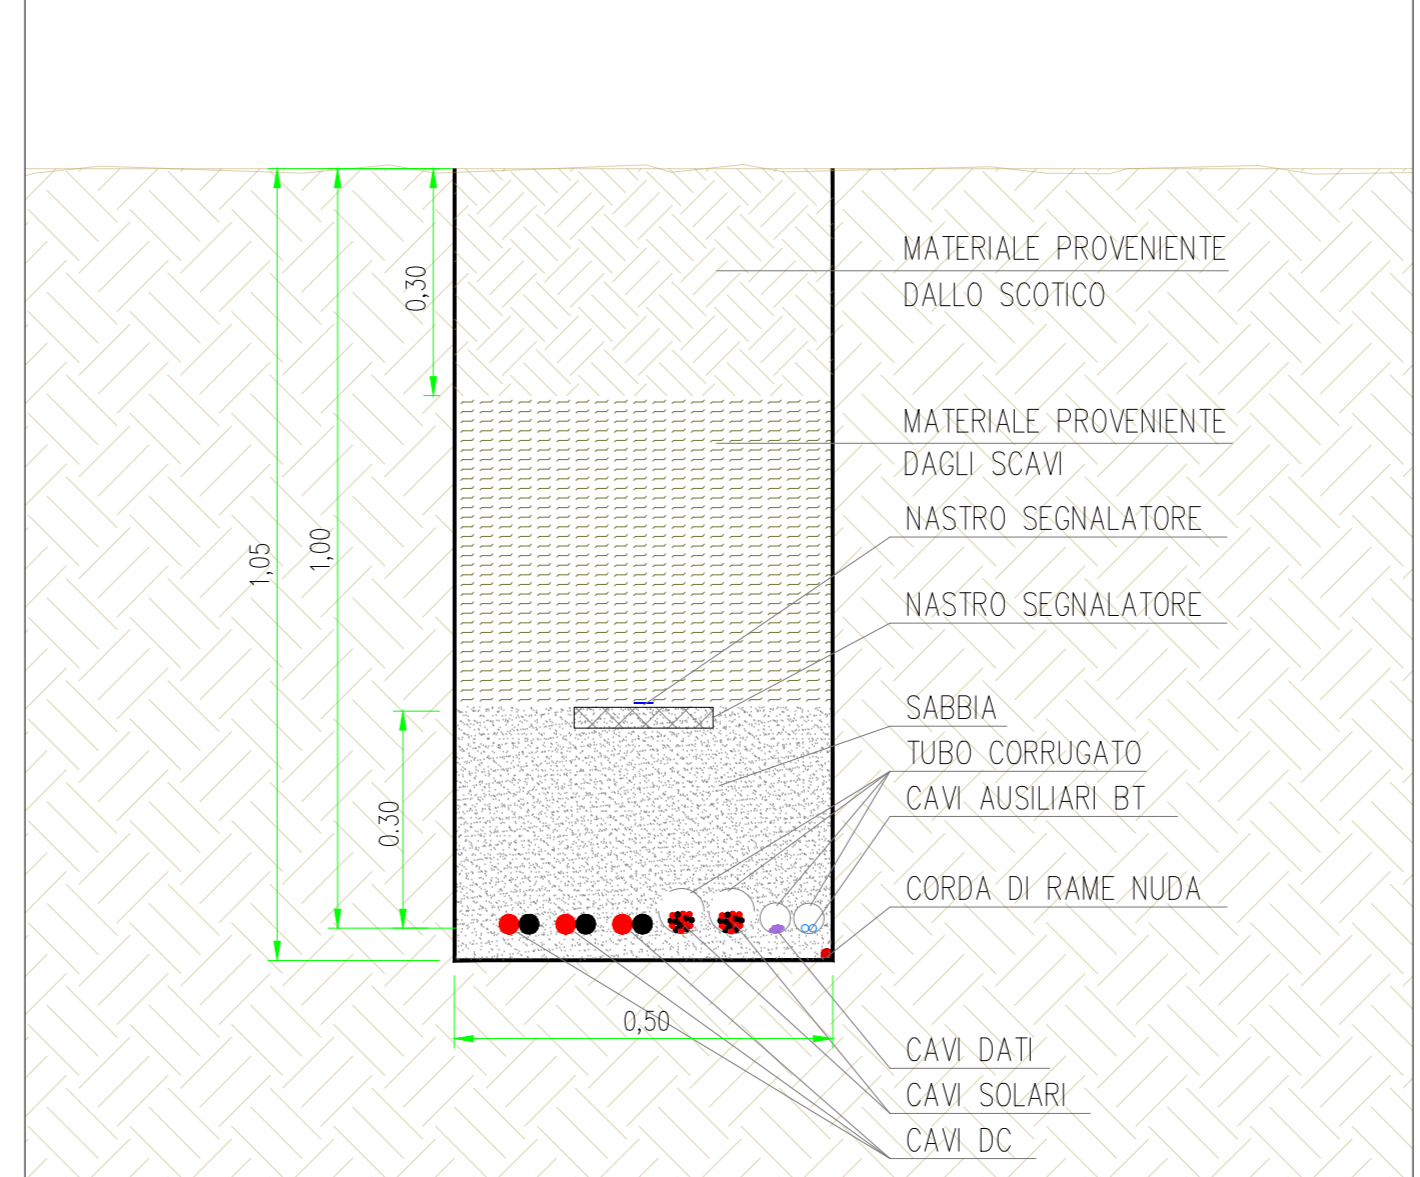 MATERIALE PROVENIENTE
DALLO SCOTICO
0,30
MATERIALE PROVENIENTE
DAGLI SCAVI
NASTRO SEGNALATORE
1,05
1,00
NASTRO SEGNALATORE
SABBIA
TUBO CORRUGATO
CAVI AUSILIARI BT
0.30
CORDA DI RAME NUDA
0,50
CAVI DATI
CAVI SOLARI
CAVI DC